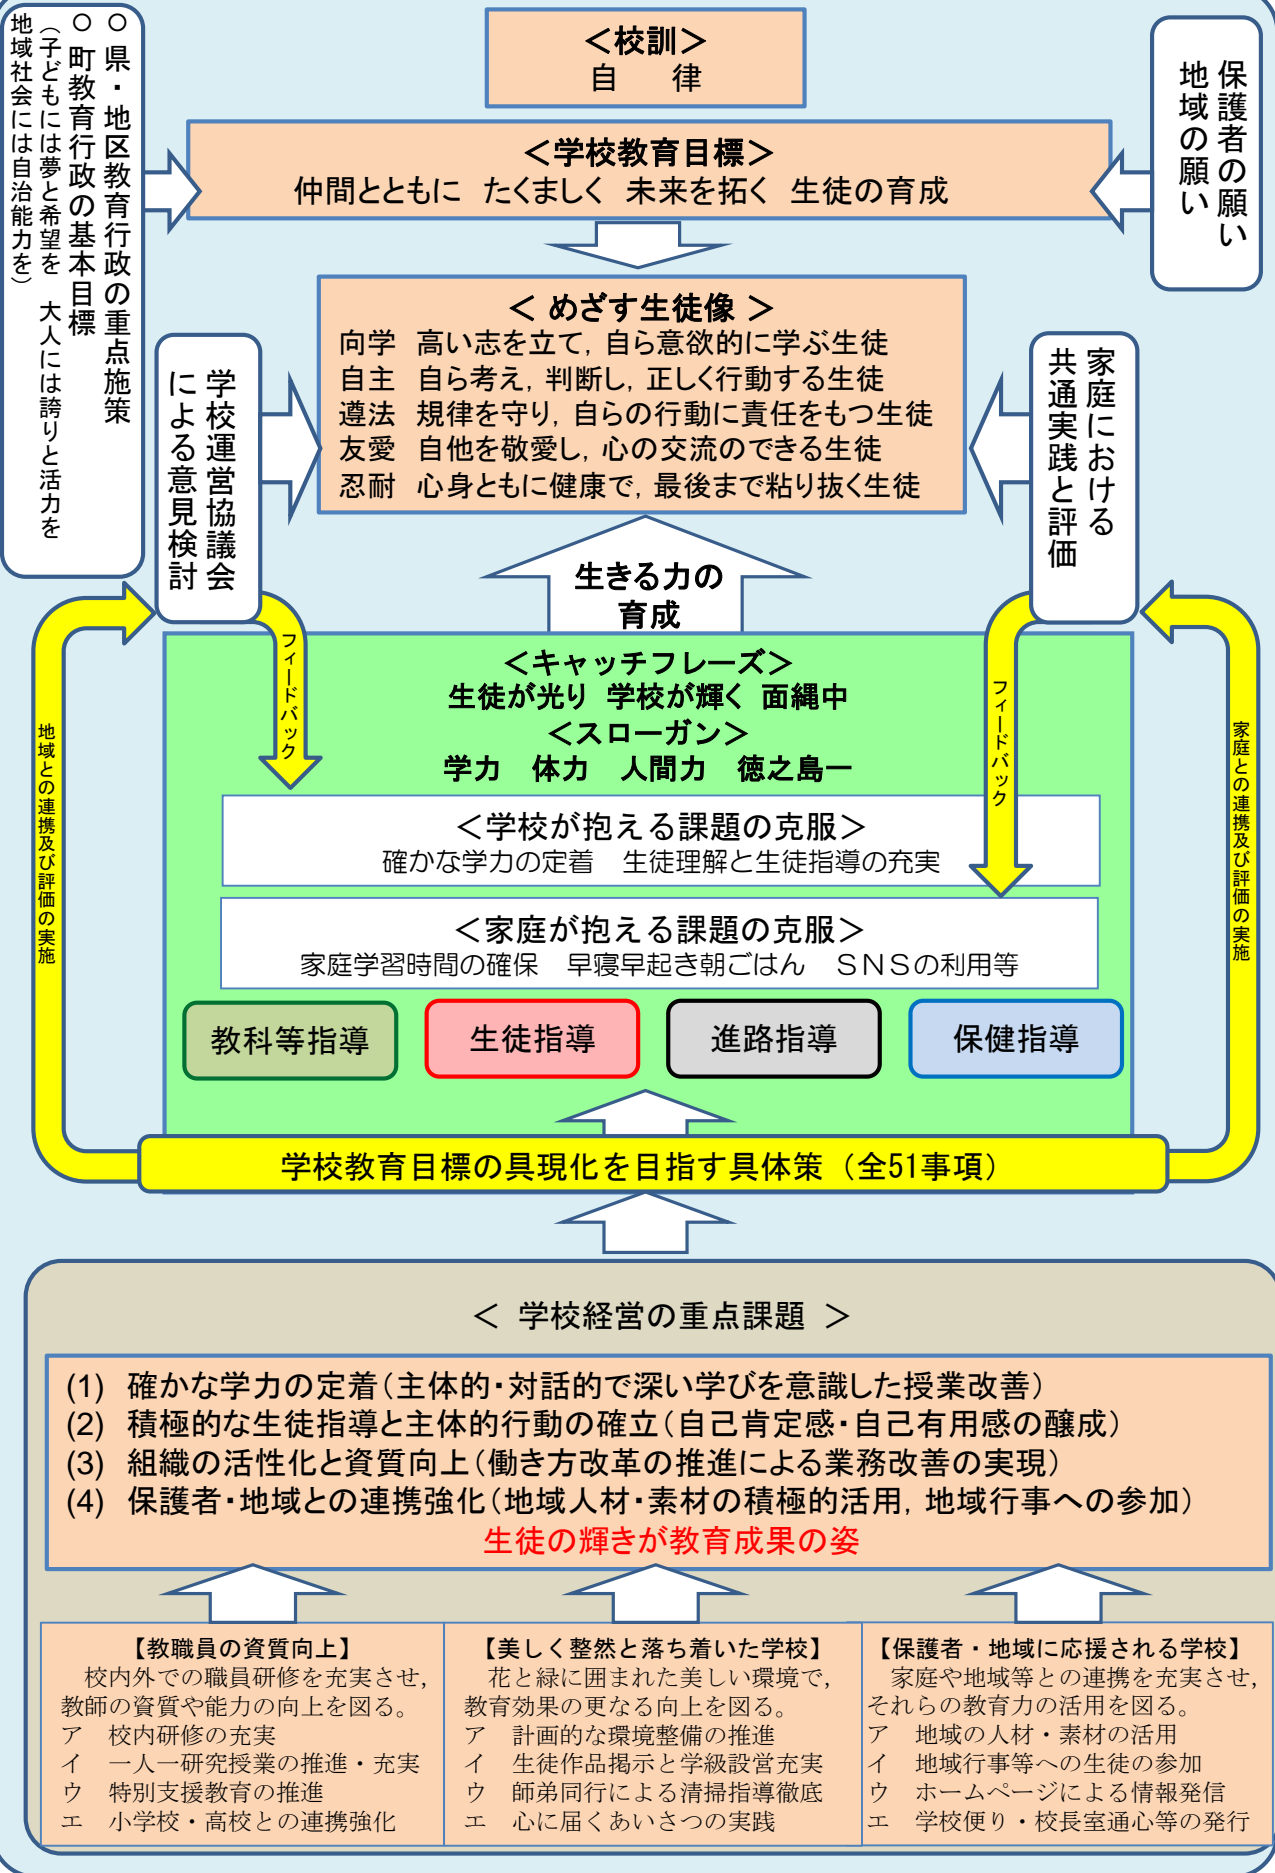 ＜校訓＞
自　律
○ 県・地区教育行政の重点施策
○ 町教育行政の基本目標
（子どもには夢と希望を　大人には誇りと活力を
地域社会には自治能力を）
保護者の願い
地域の願い
＜学校教育目標＞
仲間とともに　たくましく　未来を拓く　生徒の育成
＜ めざす生徒像 ＞
向学　高い志を立て，自ら意欲的に学ぶ生徒
自主　自ら考え，判断し，正しく行動する生徒
遵法　規律を守り，自らの行動に責任をもつ生徒
友愛　自他を敬愛し，心の交流のできる生徒
忍耐　心身ともに健康で，最後まで粘り抜く生徒
学校運営協議会
による意見検討
家庭における
共通実践と評価
生きる力の
育成
フィードバック
フィードバック
地域との連携及び評価の実施
家庭との連携及び評価の実施
＜キャッチフレーズ＞
生徒が光り　学校が輝く　面縄中
＜スローガン＞
学力　体力　人間力　徳之島一
＜学校が抱える課題の克服＞
確かな学力の定着　生徒理解と生徒指導の充実
＜家庭が抱える課題の克服＞
家庭学習時間の確保　早寝早起き朝ごはん　ＳＮＳの利用等
教科等指導
生徒指導
進路指導
保健指導
学校教育目標の具現化を目指す具体策（全51事項）
＜ 学校経営の重点課題 ＞
(1)　確かな学力の定着（主体的・対話的で深い学びを意識した授業改善）
(2)　積極的な生徒指導と主体的行動の確立（自己肯定感・自己有用感の醸成）
(3)　組織の活性化と資質向上（働き方改革の推進による業務改善の実現）
(4)　保護者・地域との連携強化（地域人材・素材の積極的活用，地域行事への参加）
生徒の輝きが教育成果の姿
【教職員の資質向上】
校内外での職員研修を充実させ，
教師の資質や能力の向上を図る。
ア　校内研修の充実
イ　一人一研究授業の推進・充実
ウ　特別支援教育の推進
エ　小学校・高校との連携強化
【美しく整然と落ち着いた学校】
花と緑に囲まれた美しい環境で，
教育効果の更なる向上を図る。
ア　計画的な環境整備の推進
イ　生徒作品掲示と学級設営充実
ウ　師弟同行による清掃指導徹底
エ　心に届くあいさつの実践
【保護者・地域に応援される学校】
家庭や地域等との連携を充実させ，
それらの教育力の活用を図る。
ア　地域の人材・素材の活用
イ　地域行事等への生徒の参加
ウ　ホームページによる情報発信
エ　学校便り・校長室通心等の発行